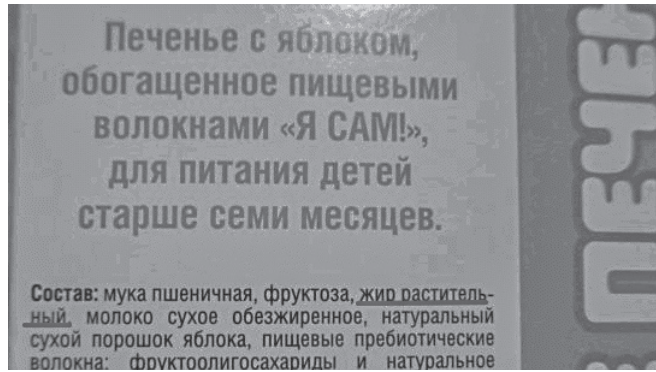 Печенье с яблоком,
обогащенное пищевыми
волокнами «Я САМ!»,
для питания детей
старше семи месяцев.
Состав: мука пшеничная, фруктоза, жир раститель-
ный, молоко сухое обезжиренное, натуральный
сухой порошок яблока, пищевые пребиотические
волокна: фруктоолигосахариды и натуральное
ПЕЧЕН